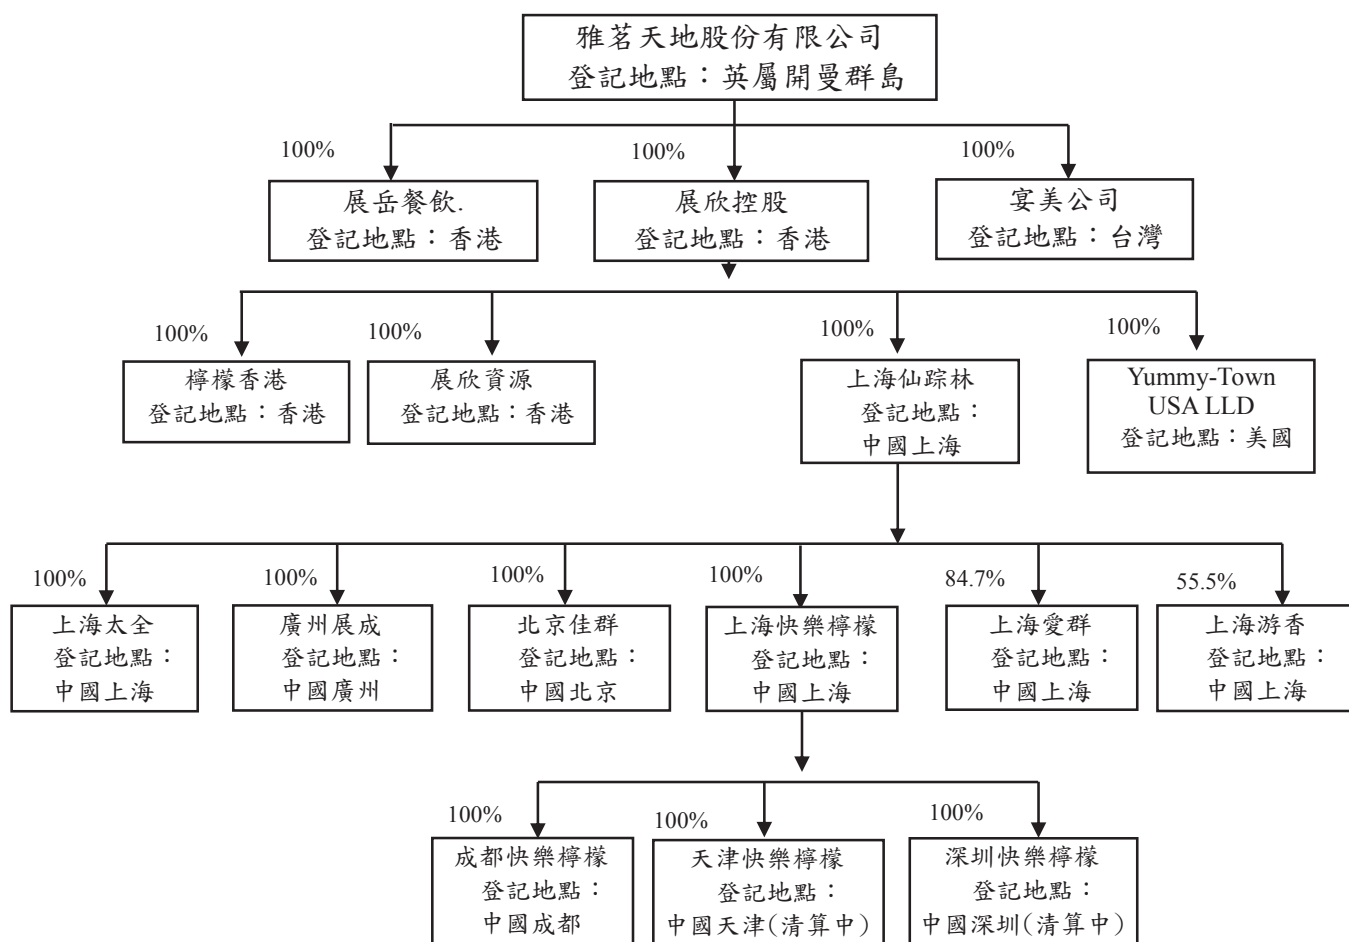 雅茗天地股份有限公司
登記地點：英屬開曼群島
100%
100%
100%
展岳餐飲.
登記地點：香港
展欣控股
登記地點：香港
宴美公司
登記地點：台灣
100%
100%
100%
100%
檸檬香港
登記地點：香港
展欣資源
登記地點：香港
上海仙踪林
登記地點：
中國上海
Yummy-Town
USA LLD
登記地點：美國
100%
100%
100%
100%
84.7%
55.5%
上海太全
登記地點：
中國上海
廣州展成
登記地點：
中國廣州
北京佳群
登記地點：
中國北京
上海快樂檸檬
登記地點：
中國上海
上海愛群
登記地點：
中國上海
上海游香
登記地點：
中國上海
100%
100%
100%
成都快樂檸檬
登記地點：
中國成都
天津快樂檸檬
登記地點：
中國天津(清算中)
深圳快樂檸檬
登記地點：
中國深圳(清算中)